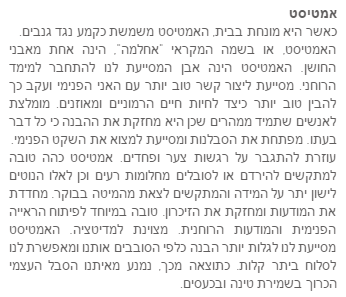 אמטיסט
כאשר היא מונחת בבית, האמטיסט משמשת כקמע נגד גנבים.
האמטיסט, או בשמה המקראי "אחלמה", הינה אחת מאבני
החושן. האמטיסט הינה אבן המסייעת לנו להתחבר למימד
הרוחני. מסייעת ליצור קשר טוב יותר עם האני הפנימי ועקב כך
להבין טוב יותר כיצד לחיות חיים הרמוניים ומאוזנים. מומלצת
לאנשים שתמיד ממהרים שכן היא מחזקת את ההבנה כי כל דבר
בעתו. מפתחת את הסבלנות ומסייעת למצוא את השקט הפנימי.
עוזרת להתגבר על רגשות צער ופחדים. אמטיסט כהה טובה
למתקשים להירדם או לסובלים מחלומות רעים וכן לאלו הנוטים
לישון יתר על המידה והמתקשים לצאת מהמיטה בבוקר. מחדדת
את המודעות ומחזקת את הזיכרון. טובה במיוחד לפיתוח הראייה
הפנימית והמודעות הרוחנית. מצוינת למדיטציה. האמטיסט
מסייעת לנו לגלות יותר הבנה כלפי הסובבים אותנו ומאפשרת לנו
לסלוח ביתר קלות. כתוצאה מכך, נמנע מאיתנו הסבל העצמי
הכרוך בשמירת טינה ובכעסים.